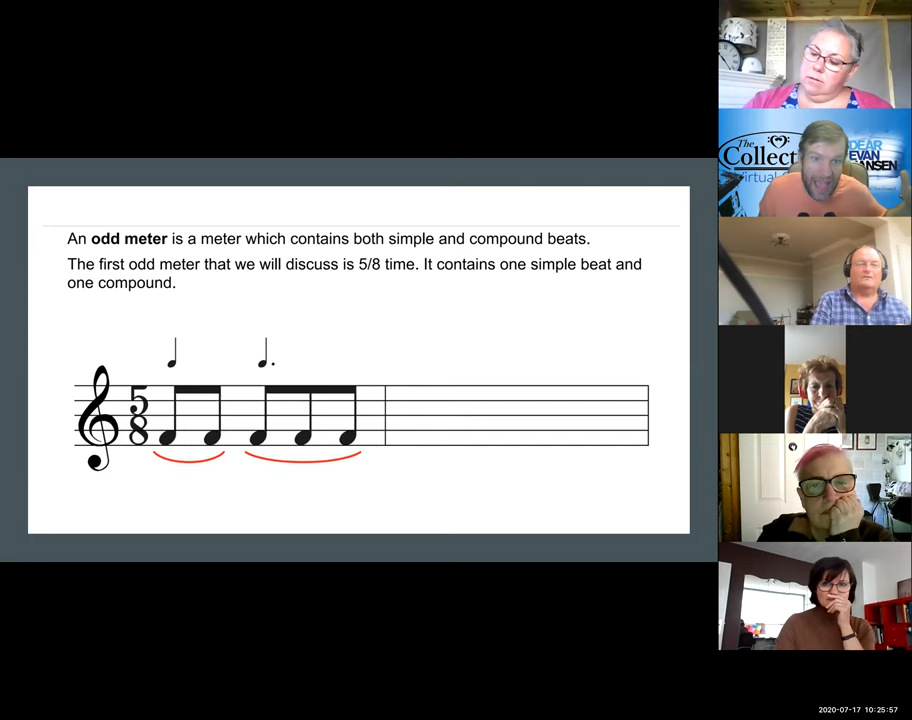 An odd meter is a meter which contains both simple and compound beats.
The first odd meter that we will discuss is 5/8 time. It contains one simple beat and
one compound.
5
8
The
Collect
Virtual
DEAR
EVAN
2020-07-17 10:25:57